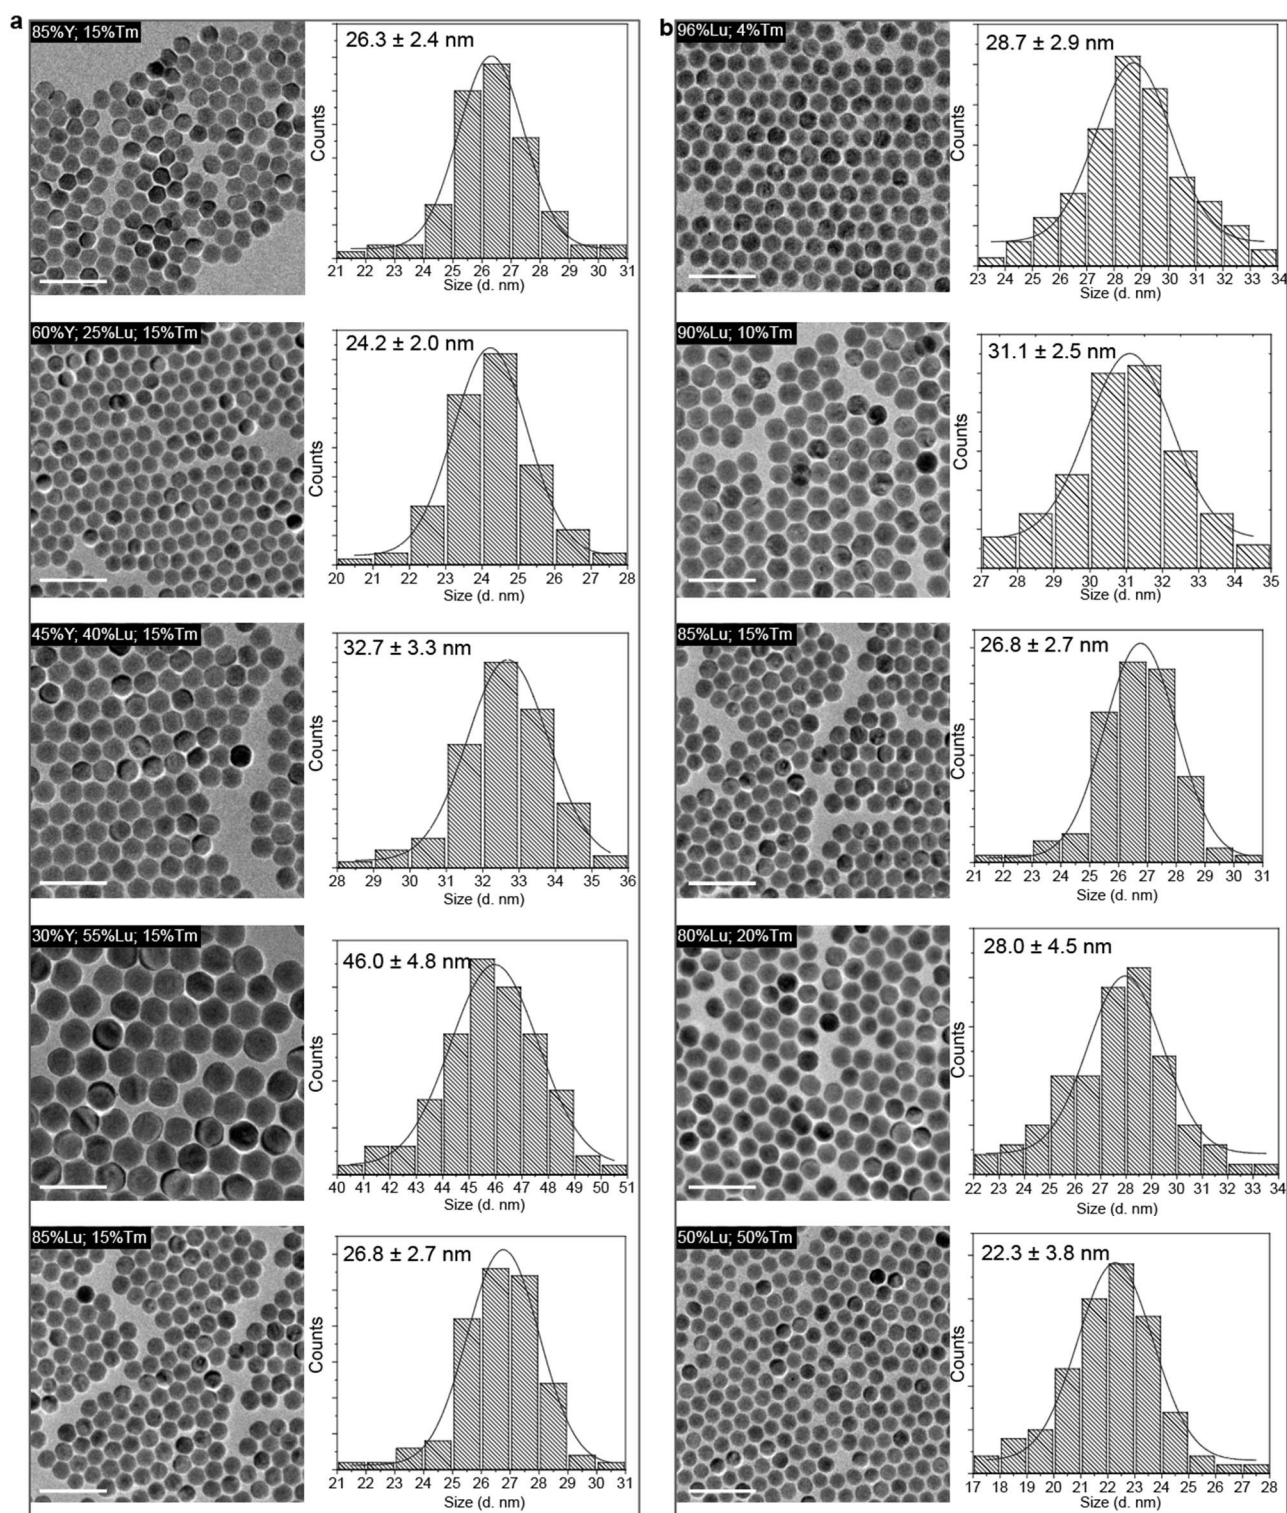 a
85%Y; 15%Tm
26.3 ± 2.4 nm
Counts
21 22 23 24 25 26 27 28 29 30 31
Size (d. nm)
60%Y; 25%Lu; 15%Tm
24.2 ± 2.0 nm
Counts
20 21 22 23 24 25 26 27 28
Size (d. nm)
45%Y; 40%Lu; 15%Tm
32.7 ± 3.3 nm
Counts
28 29 30 31 32 33 34 35 36
Size (d. nm)
30%Y; 55%Lu; 15%Tm
46.0 ± 4.8 nm
Counts
40 41 42 43 44 45 46 47 48 49 50 51
Size (d. nm)
85%Lu; 15%Tm
26.8 ± 2.7 nm
Counts
21 22 23 24 25 26 27 28 29 30 31
Size (d. nm)
b
96%Lu; 4%Tm
28.7 ± 2.9 nm
Counts
23 24 25 26 27 28 29 30 31 32 33 34
Size (d. nm)
90%Lu; 10%Tm
31.1 ± 2.5 nm
Counts
27 28 29 30 31 32 33 34 35
Size (d. nm)
85%Lu; 15%Tm
26.8 ± 2.7 nm
Counts
21 22 23 24 25 26 27 28 29 30 31
Size (d. nm)
80%Lu; 20%Tm
28.0 ± 4.5 nm
Counts
22 23 24 25 26 27 28 29 30 31 32 33 34
Size (d. nm)
50%Lu; 50%Tm
22.3 ± 3.8 nm
Counts
17 18 19 20 21 22 23 24 25 26 27 28
Size (d. nm)